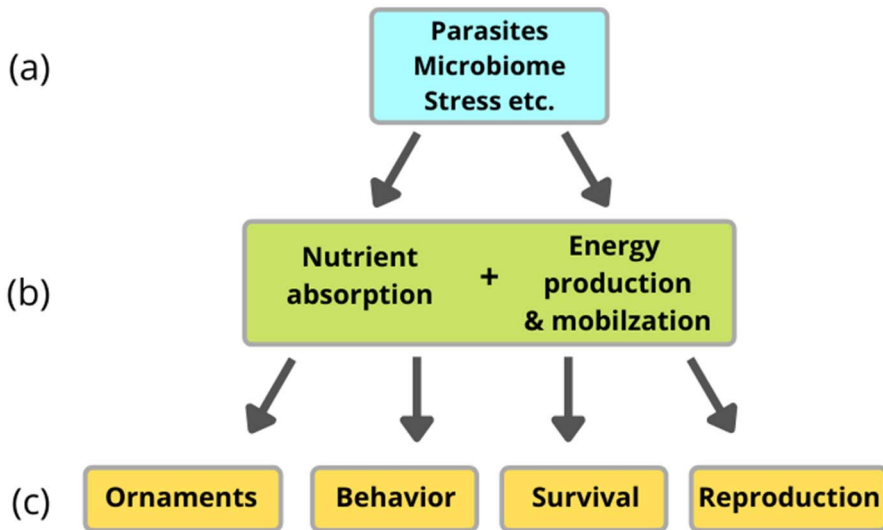 (a)
Parasites
Microbiome
Stress etc.
(b)
Nutrient
absorption
+
Energy
production
& mobilzation
(c)
Ornaments
Behavior
Survival
Reproduction